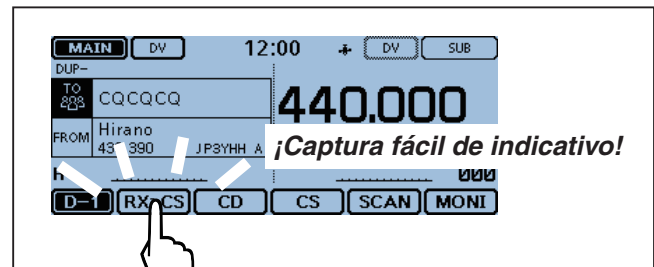 MAIN DV 12:00 DV SUB
DUP-
TO CQCQCQ 440.000
FROM Hirano
JP3YHH A ¡Captura fácil de indicativo!
000
D-1 RX→CS CD CS SCAN MONI